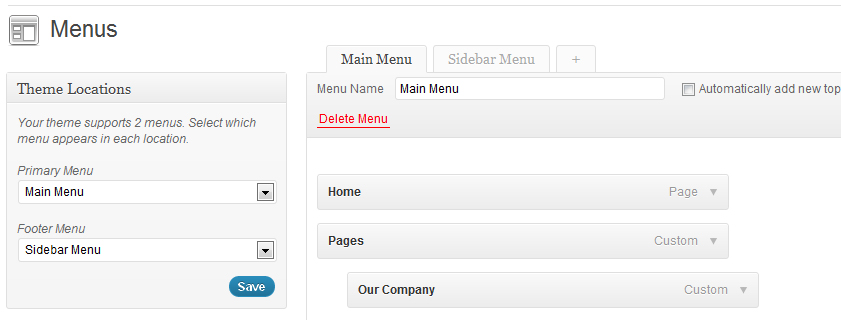 Menus
Theme Locations
Your theme supports 2 menus. Select which
menu appears in each location.
Primary Menu
Main Menu
Footer Menu
Sidebar Menu
Save
Main Menu
Sidebar Menu
+
Menu Name
Main Menu
Automatically add new top
Delete Menu
Home
Page
Pages
Custom
Our Company
Custom